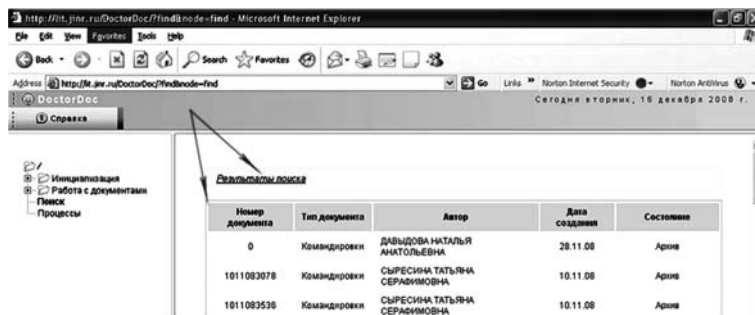 http://lit.jinr.ru/DoctorDoc/?find&node=find - Microsoft Internet Explorer
File Edit View Favorites Tools Help
Back Search Favorites
Address http://lit.jinr.ru/DoctorDoc/?find&node=find Go Links » Norton Internet Security Norton AntiVirus
DoctorDoc Сегодня вторник, 16 декабря 2008 г.
Справка
/
Инициализация
Работа с документами
Поиск
Процессы
Результаты поиска
Номер документа Тип документа Автор Дата создания Состояние
0 Командировки ДАВЫДОВА НАТАЛЬЯ АНАТОЛЬЕВНА 28.11.08 Архив
1011083078 Командировки СЫРЕСИНА ТАТЬЯНА СЕРАФИМОВНА 10.11.08 Архив
1011083536 Командировки СЫРЕСИНА ТАТЬЯНА СЕРАФИМОВНА 10.11.08 Архив